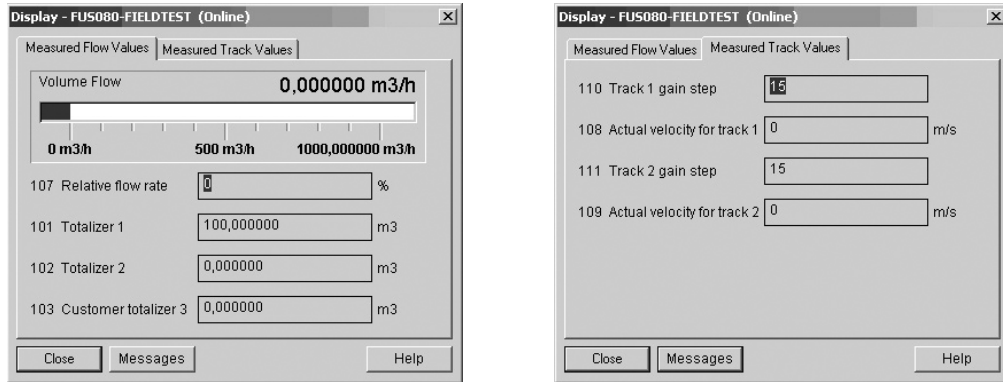 Display - FUS080-FIELDTEST (Online)
Measured Flow Values
Measured Track Values
Volume Flow
0,000000 m3/h
0 m3/h
500 m3/h
1000,000000 m3/h
107 Relative flow rate
0
%
101 Totalizer 1
100,000000
m3
102 Totalizer 2
0,000000
m3
103 Customer totalizer 3
0,000000
m3
Close
Messages
Help
Display - FUS080-FIELDTEST (Online)
Measured Flow Values
Measured Track Values
110 Track 1 gain step
15
108 Actual velocity for track 1
0
m/s
111 Track 2 gain step
15
109 Actual velocity for track 2
0
m/s
Close
Messages
Help